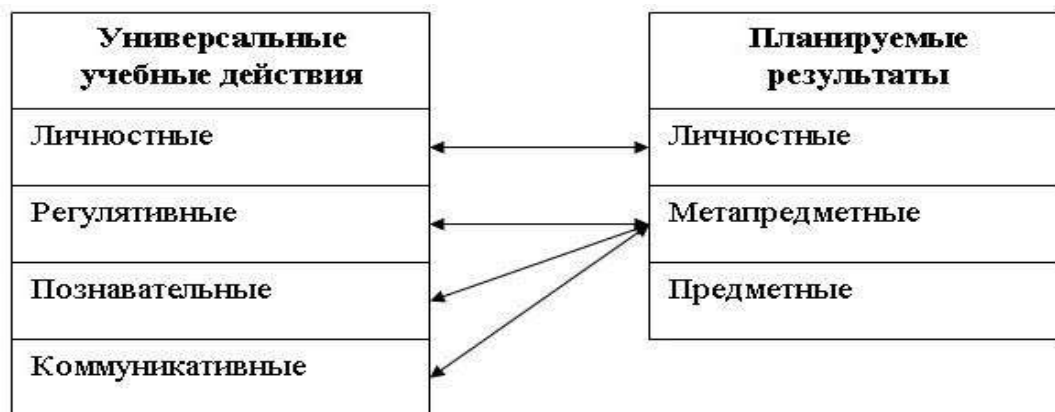 Универсальные
учебные действия
Личностные
Регулятивные
Познавательные
Коммуникативные
Планируемые
результаты
Личностные
Метапредметные
Предметные